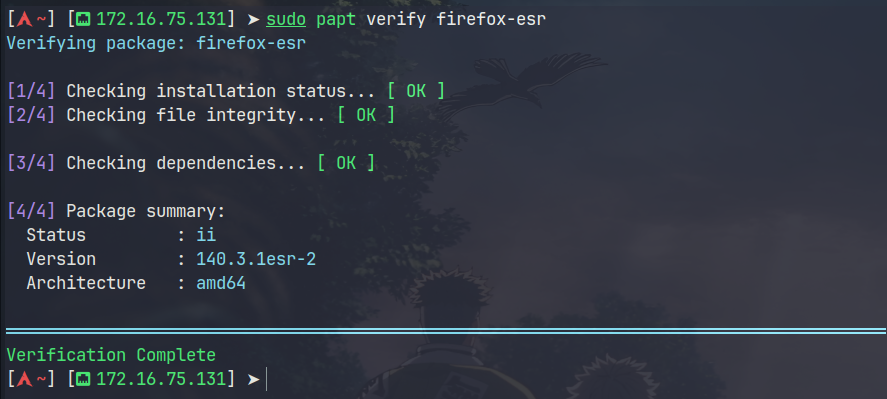 [~] [172.16.75.131] ➤ sudo papt verify firefox-esr
Verifying package: firefox-esr
[1/4] Checking installation status... [ OK ]
[2/4] Checking file integrity... [ OK ]
[3/4] Checking dependencies... [ OK ]
[4/4] Package summary:
Status : ii
Version : 140.3.1esr-2
Architecture : amd64
Verification Complete
[~] [172.16.75.131] ➤